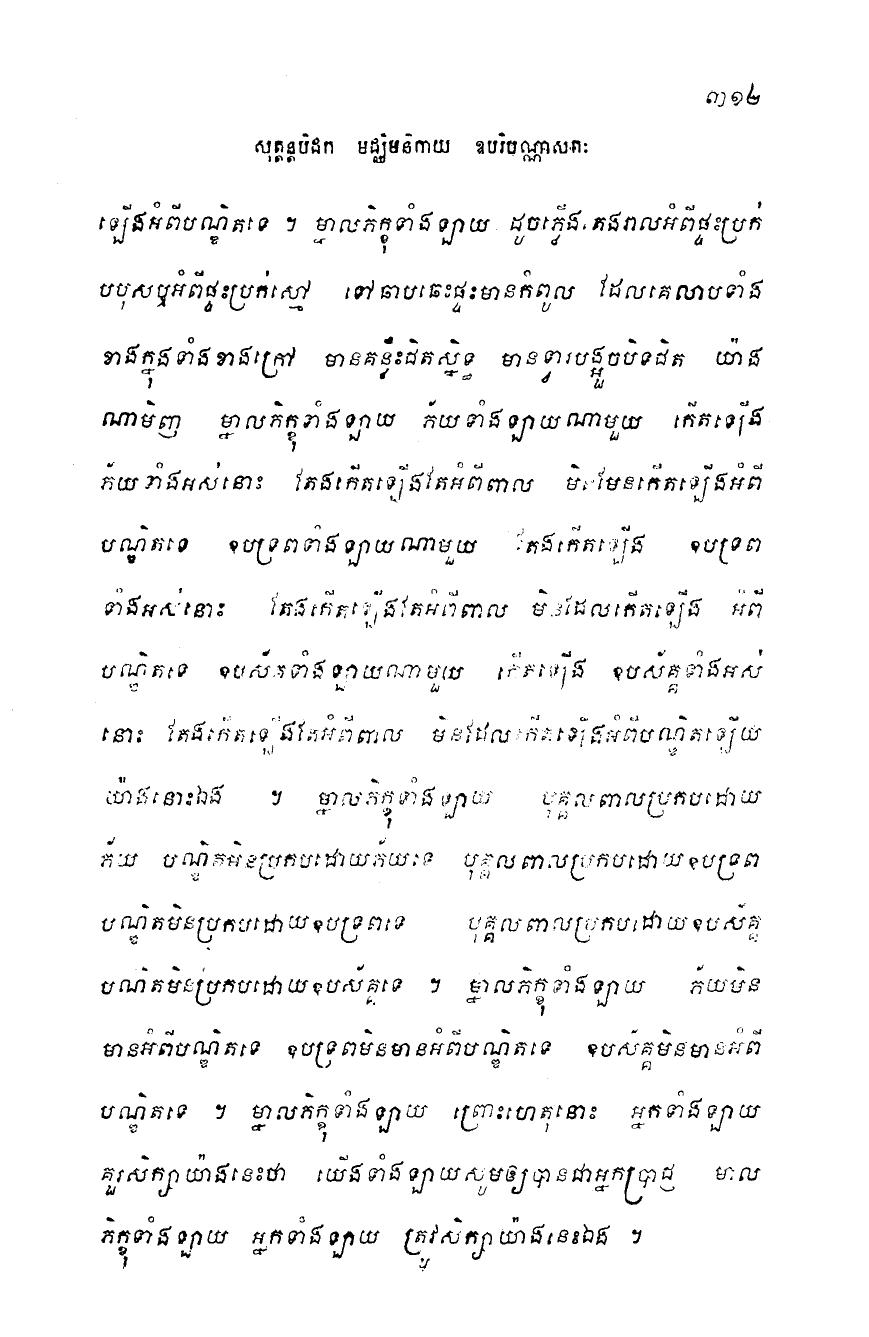 ៣១២
សុត្តន្តបិដក មជ្ឈិមនិកាយ ឧបរិបណ្ណាសកៈ
ឡើងអំពីបណ្ឌិតទេ ។ ម្នាលភិក្ខុទាំងឡាយ ដូចភ្លើងតេងរាលអំពីផ្ទះប្រក់
បបុសឬអំពីផ្ទះប្រក់ស្មៅ ទៅធាបឆេះផ្ទះមានកំពូល ដែលគេលាបទាំង
ខាងក្នុងទាំងខាងក្រៅ មានគន្លឹះជិតស្និទ្ធ មានទ្វារបង្អួចបិទជិត យ៉ាង
ណាមិញ ម្នាលភិក្ខុទាំងឡាយ ភ័យទាំងឡាយណាមួយ កើតឡើង
ភ័យទាំងអស់នោះ តែងកើតឡើងតែអំពីពាល មិនមែនកើតឡើងអំពី
បណ្ឌិតទេ ឧបទ្រពទាំងឡាយណាមួយ តែងកើតឡើង ឧបទ្រព
ទាំងអស់នោះ តែងកើតឡើងតែអំពីពាល មិនដែលកើតឡើង អំពី
បណ្ឌិតទេ ឧបស័គ្គទាំងឡាយណាមួយ កើតឡើង ឧបស័គ្គទាំងអស់
នោះ តែងកើតឡើងតែអំពីពាល មិនដែលកើតឡើងអំពីបណ្ឌិតឡើយ
យ៉ាងនោះឯង ។ ម្នាលភិក្ខុទាំងឡាយ បុគ្គលពាលប្រកបដោយ
ភ័យ បណ្ឌិតមិនប្រកបដោយភ័យទេ បុគ្គលពាលប្រកបដោយឧបទ្រព
បណ្ឌិតមិនប្រកបដោយឧបទ្រពទេ បុគ្គលពាលប្រកបដោយឧបស័គ្គ
បណ្ឌិតមិនប្រកបដោយឧបស័គ្គទេ ។ ម្នាលភិក្ខុទាំងឡាយ ភ័យមិន
មានអំពីបណ្ឌិតទេ ឧបទ្រពមិនមានអំពីបណ្ឌិតទេ ឧបស័គ្គមិនមានអំពី
បណ្ឌិតទេ ។ ម្នាលភិក្ខុទាំងឡាយ ព្រោះហេតុនោះ អ្នកទាំងឡាយ
គួរសិក្សាយ៉ាងនេះថា យើងទាំងឡាយសូមឲ្យបានជាអ្នកប្រាជ្ញ ម្នាល
ភិក្ខុទាំងឡាយ អ្នកទាំងឡាយ ត្រូវសិក្សាយ៉ាងនេះឯង ។